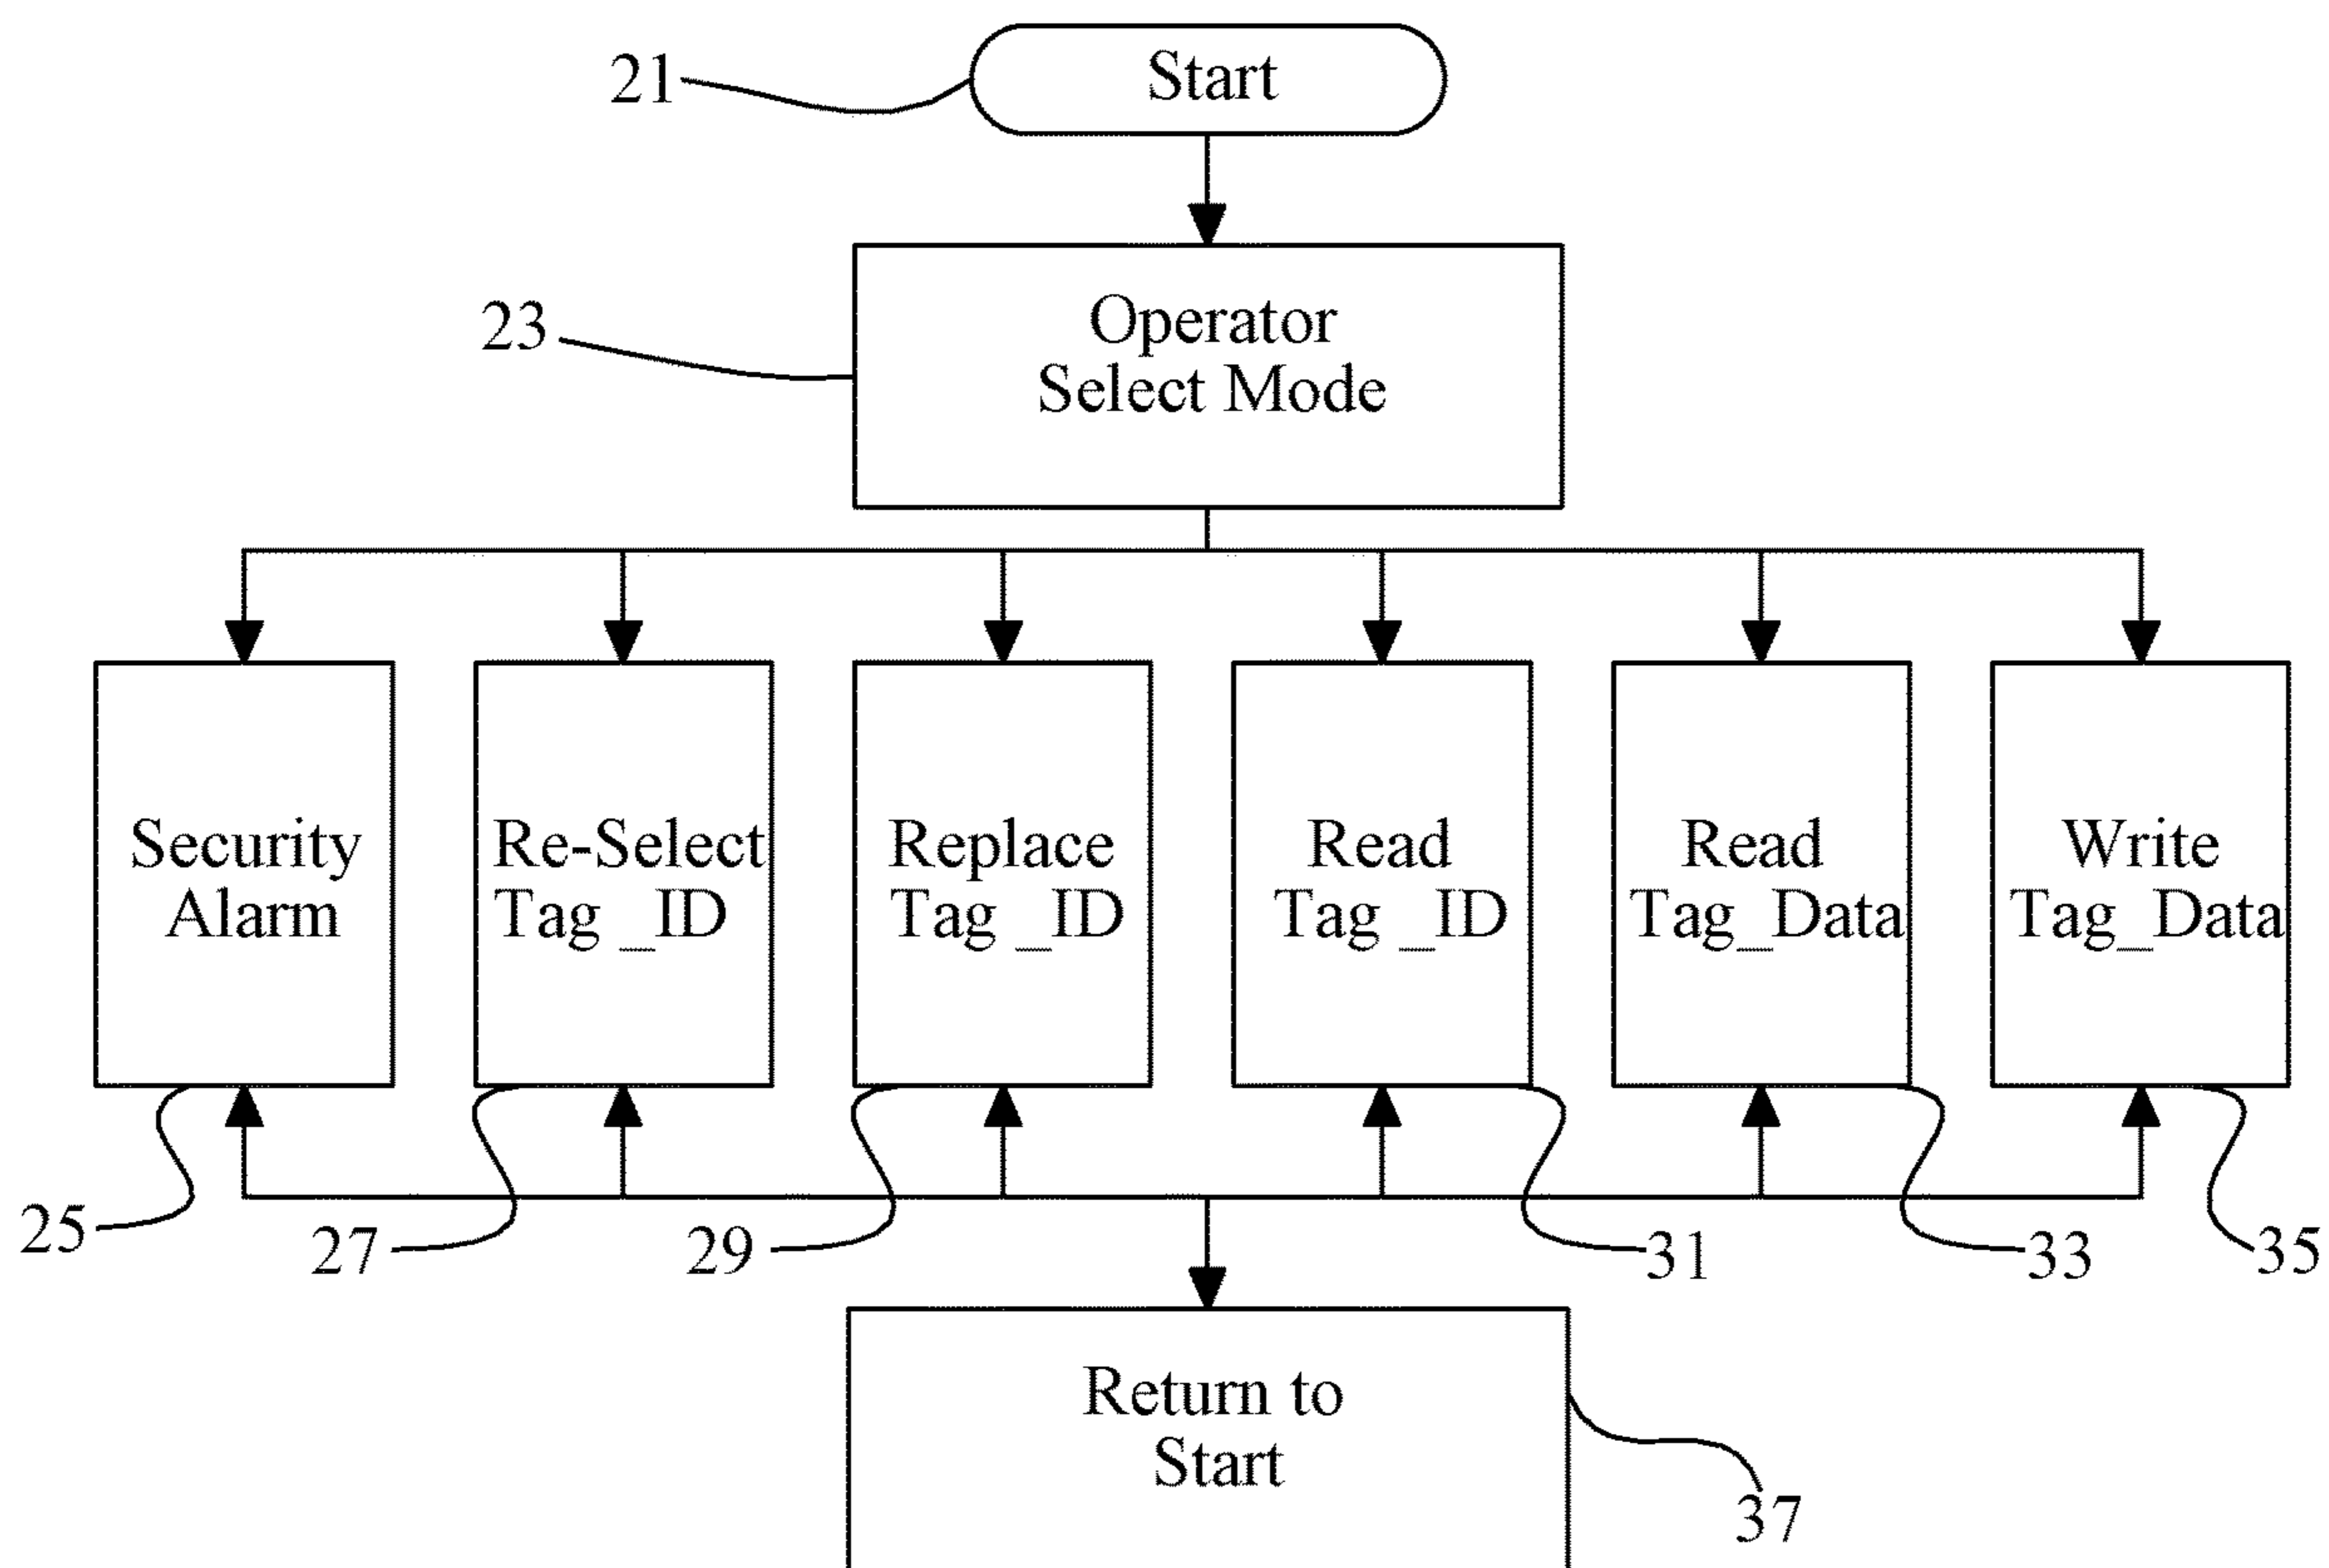 21
Start
23
Operator
Select Mode
Security
Alarm
Re-Select
Tag _ID
Replace
Tag _ID
Read
Tag _ID
Read
Tag_Data
Write
Tag_Data
25
27
29
31
33
35
Return to
Start
37